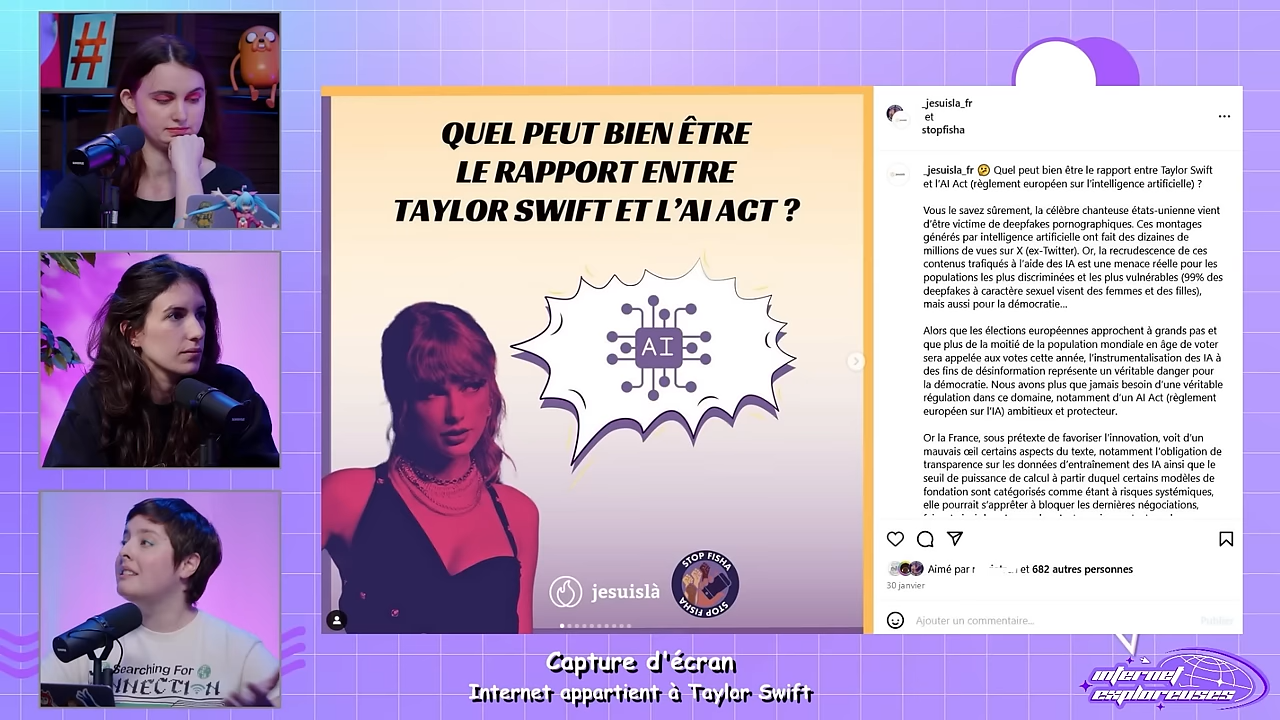 #
QUEL PEUT BIEN ÊTRE
LE RAPPORT ENTRE
TAYLOR SWIFT ET L'AI ACT ?
AI
jesuislà
STOP FISHA
STOP FISHA
_jesuisla_fr
et
stopfisha
_jesuisla_fr 🤔 Quel peut bien être le rapport entre Taylor Swift
et l'AI Act (règlement européen sur l'intelligence artificielle) ?
Vous le savez sûrement, la célèbre chanteuse états-unienne vient
d'être victime de deepfakes pornographiques. Ces montages
générés par intelligence artificielle ont fait des dizaines de
millions de vues sur X (ex-Twitter). Or, la recrudescence de ces
contenus trafiqués à l'aide des IA est une menace réelle pour les
populations les plus discriminées et les plus vulnérables (99% des
deepfakes à caractère sexuel visent des femmes et des filles),
mais aussi pour la démocratie...
Alors que les élections européennes approchent à grands pas et
que plus de la moitié de la population mondiale en âge de voter
sera appelée aux votes cette année, l'instrumentalisation des IA à
des fins de désinformation représente un véritable danger pour
la démocratie. Nous avons plus que jamais besoin d'une véritable
régulation dans ce domaine, notamment d'un AI Act (règlement
européen sur l'IA) ambitieux et protecteur.
Or la France, sous prétexte de favoriser l'innovation, voit d'un
mauvais œil certains aspects du texte, notamment l'obligation de
transparence sur les données d'entraînement des IA ainsi que le
seuil de puissance de calcul à partir duquel certains modèles de
fondation sont catégorisés comme étant à risques systémiques,
elle pourrait s'apprêter à bloquer les dernières négociations,
Aimé par et 682 autres personnes
30 janvier
Ajouter un commentaire...
Publier
Searching For
CONNECTION
Capture d'écran
Internet appartient à Taylor Swift
internet
exploreuses